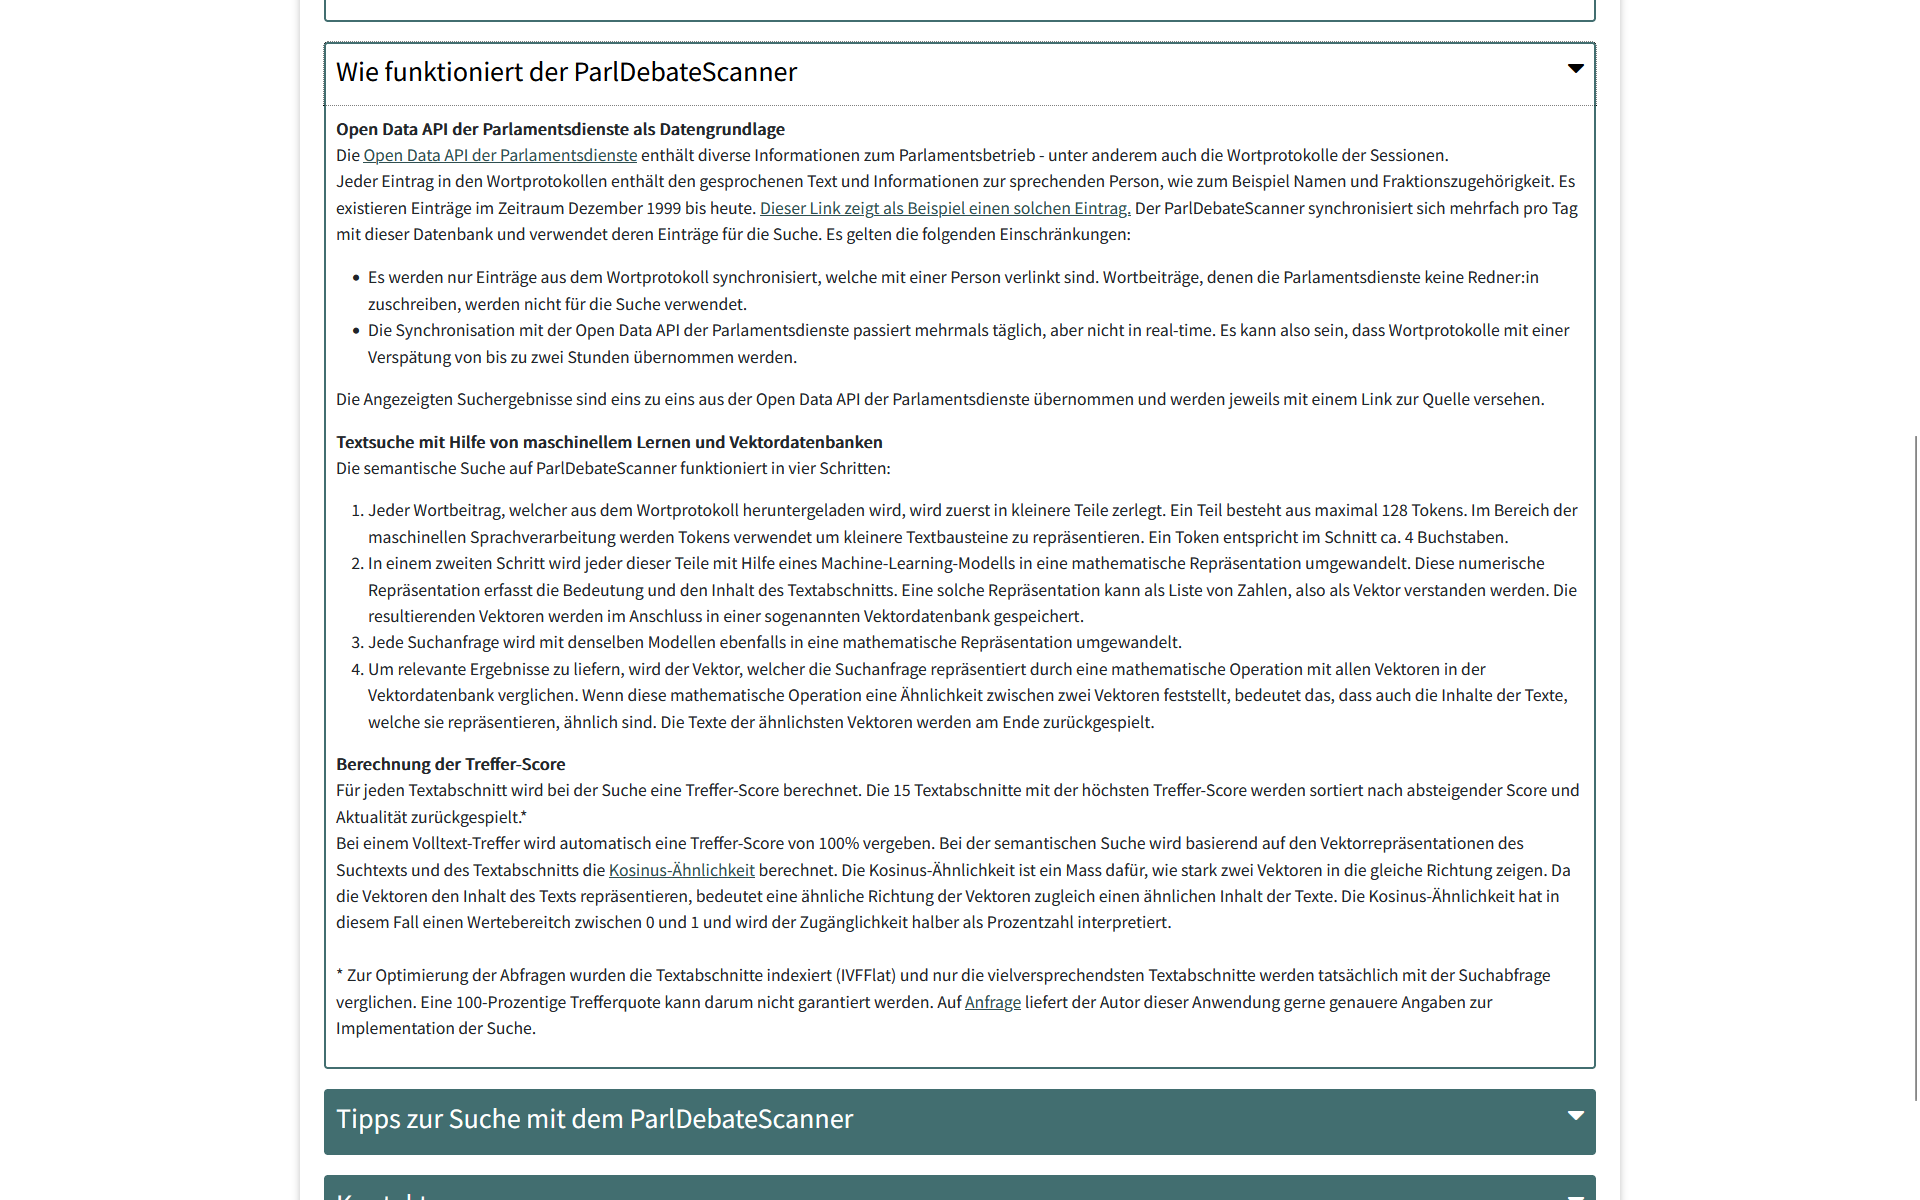 Wie funktioniert der ParlDebateScanner
Open Data API der Parlamentsdienste als Datengrundlage
Die Open Data API der Parlamentsdienste enthält diverse Informationen zum Parlamentsbetrieb - unter anderem auch die Wortprotokolle der Sessionen.
Jeder Eintrag in den Wortprotokollen enthält den gesprochenen Text und Informationen zur sprechenden Person, wie zum Beispiel Namen und Fraktionszugehörigkeit. Es
existieren Einträge im Zeitraum Dezember 1999 bis heute. Dieser Link zeigt als Beispiel einen solchen Eintrag. Der ParlDebateScanner synchronisiert sich mehrfach pro Tag
mit dieser Datenbank und verwendet deren Einträge für die Suche. Es gelten die folgenden Einschränkungen:
• Es werden nur Einträge aus dem Wortprotokoll synchronisiert, welche mit einer Person verlinkt sind. Wortbeiträge, denen die Parlamentsdienste keine Redner:in
zuschreiben, werden nicht für die Suche verwendet.
• Die Synchronisation mit der Open Data API der Parlamentsdienste passiert mehrmals täglich, aber nicht in real-time. Es kann also sein, dass Wortprotokolle mit einer
Verspätung von bis zu zwei Stunden übernommen werden.
Die Angezeigten Suchergebnisse sind eins zu eins aus der Open Data API der Parlamentsdienste übernommen und werden jeweils mit einem Link zur Quelle versehen.
Textsuche mit Hilfe von maschinellem Lernen und Vektordatenbanken
Die semantische Suche auf ParlDebateScanner funktioniert in vier Schritten:
1. Jeder Wortbeitrag, welcher aus dem Wortprotokoll heruntergeladen wird, wird zuerst in kleinere Teile zerlegt. Ein Teil besteht aus maximal 128 Tokens. Im Bereich der
maschinellen Sprachverarbeitung werden Tokens verwendet um kleinere Textbausteine zu repräsentieren. Ein Token entspricht im Schnitt ca. 4 Buchstaben.
2. In einem zweiten Schritt wird jeder dieser Teile mit Hilfe eines Machine-Learning-Modells in eine mathematische Repräsentation umgewandelt. Diese numerische
Repräsentation erfasst die Bedeutung und den Inhalt des Textabschnitts. Eine solche Repräsentation kann als Liste von Zahlen, also als Vektor verstanden werden. Die
resultierenden Vektoren werden im Anschluss in einer sogenannten Vektordatenbank gespeichert.
3. Jede Suchanfrage wird mit denselben Modellen ebenfalls in eine mathematische Repräsentation umgewandelt.
4. Um relevante Ergebnisse zu liefern, wird der Vektor, welcher die Suchanfrage repräsentiert durch eine mathematische Operation mit allen Vektoren in der
Vektordatenbank verglichen. Wenn diese mathematische Operation eine Ähnlichkeit zwischen zwei Vektoren feststellt, bedeutet das, dass auch die Inhalte der Texte,
welche sie repräsentieren, ähnlich sind. Die Texte der ähnlichsten Vektoren werden am Ende zurückgespielt.
Berechnung der Treffer-Score
Für jeden Textabschnitt wird bei der Suche eine Treffer-Score berechnet. Die 15 Textabschnitte mit der höchsten Treffer-Score werden sortiert nach absteigender Score und
Aktualität zurückgespielt.*
Bei einem Volltext-Treffer wird automatisch eine Treffer-Score von 100% vergeben. Bei der semantischen Suche wird basierend auf den Vektorrepräsentationen des
Suchtexts und des Textabschnitts die Kosinus-Ähnlichkeit berechnet. Die Kosinus-Ähnlichkeit ist ein Mass dafür, wie stark zwei Vektoren in die gleiche Richtung zeigen. Da
die Vektoren den Inhalt des Texts repräsentieren, bedeutet eine ähnliche Richtung der Vektoren zugleich einen ähnlichen Inhalt der Texte. Die Kosinus-Ähnlichkeit hat in
diesem Fall einen Wertebereitch zwischen 0 und 1 und wird der Zugänglichkeit halber als Prozentzahl interpretiert.
* Zur Optimierung der Abfragen wurden die Textabschnitte indexiert (IVFFlat) und nur die vielversprechendsten Textabschnitte werden tatsächlich mit der Suchabfrage
verglichen. Eine 100-Prozentige Trefferquote kann darum nicht garantiert werden. Auf Anfrage liefert der Autor dieser Anwendung gerne genauere Angaben zur
Implementation der Suche.
Tipps zur Suche mit dem ParlDebateScanner